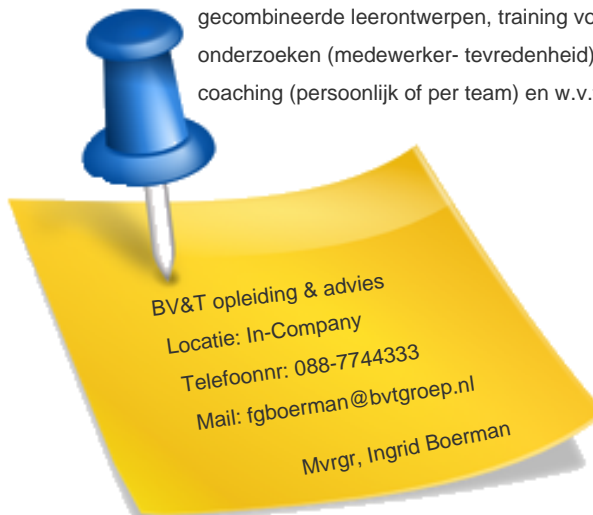 gecombineerde leerontwerpen, training
onderzoeken (medewerker- tevredenheid)
coaching (persoonlijk of per team) en w.v.
BV&T opleiding & advies
Locatie: In-Company
Telefoonnr: 088-7744333
Mail: fgboerman@bvtgroep.nl
Mvrgr, Ingrid Boerman